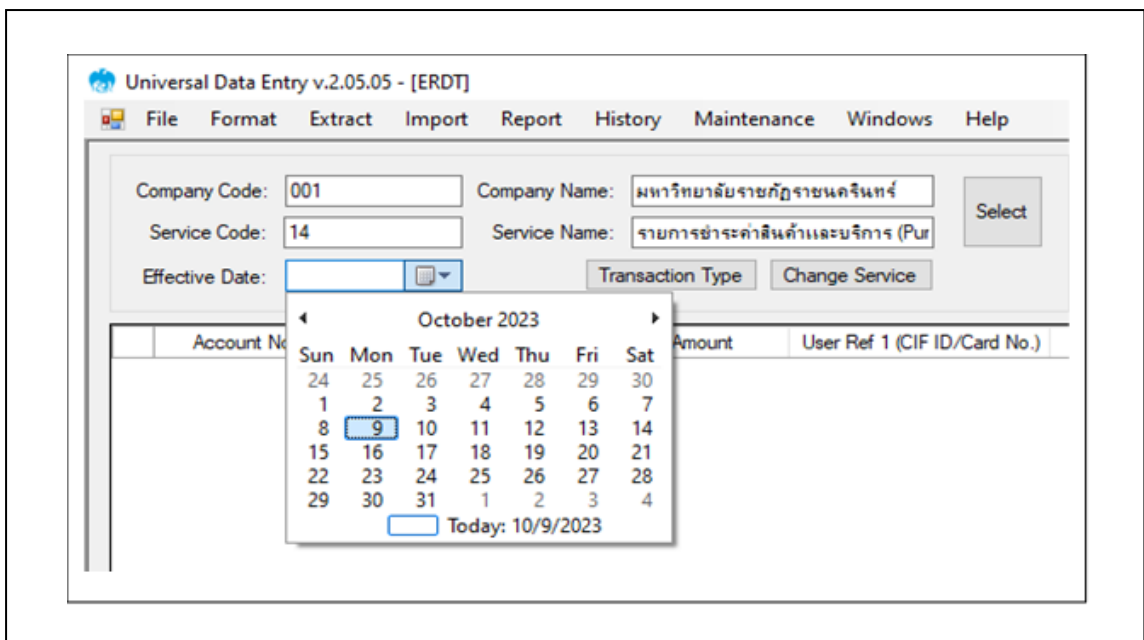 Universal Data Entry v.2.05.05 - [ERDT]
File Format Extract Import Report History Maintenance Windows Help
Company Code: 001 Company Name: มหาวิทยาลัยราชภัฏราชนครินทร์ Select
Service Code: 14 Service Name: รายการชำระค่าสินค้าและบริการ (Pur
Effective Date: Transaction Type Change Service
Account No Amount User Ref 1 (CIF ID/Card No.)
October 2023
Sun Mon Tue Wed Thu Fri Sat
24 25 26 27 28 29 30
1 2 3 4 5 6 7
8 9 10 11 12 13 14
15 16 17 18 19 20 21
22 23 24 25 26 27 28
29 30 31 1 2 3 4
Today: 10/9/2023